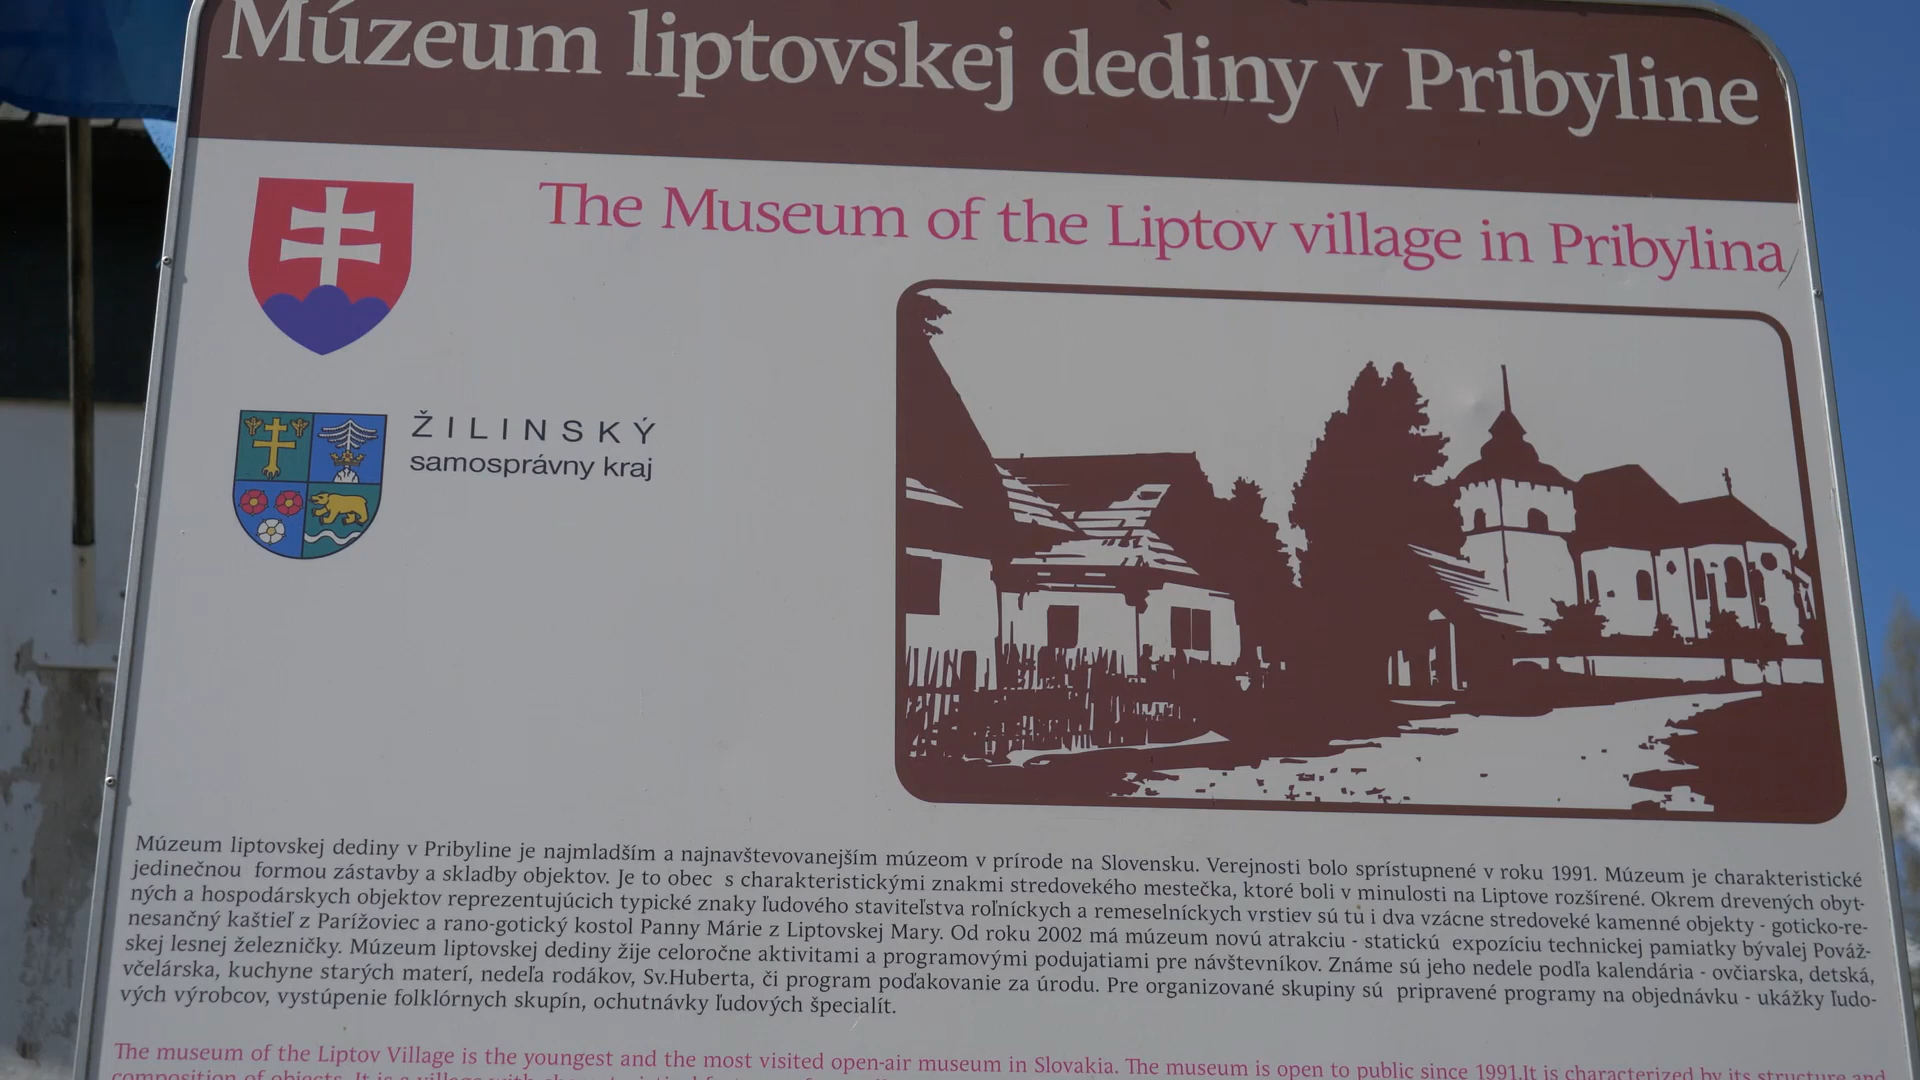 Múzeum liptovskej dediny v Pribyline
The Museum of the Liptov village in Pribylina
ŽILINSKÝ
samosprávny kraj
Múzeum liptovskej dediny v Pribyline je najmladším a najnavštevovanejším múzeom v prírode na Slovensku. Verejnosti bolo sprístupnené v roku 1991. Múzeum je charakteristické
jedinečnou formou zástavby a skladby objektov. Je to obec s charakteristickými znakmi stredovekého mestečka, ktoré boli v minulosti na Liptove rozšírené. Okrem drevených obyt-
ných a hospodárskych objektov reprezentujúcich typické znaky ľudového staviteľstva roľníckych a remeselníckych vrstiev sú tu i dva vzácne stredoveké kamenné objekty - goticko-re-
nesančný kaštieľ z Parížoviec a rano-gotický kostol Panny Márie z Liptovskej Mary. Od roku 2002 má múzeum novú atrakciu - statickú expozíciu technickej pamiatky bývalej Považ-
skej lesnej železničky. Múzeum liptovskej dediny žije celoročne aktivitami a programovými podujatiami pre návštevníkov. Známe sú jeho nedele podľa kalendária - ovčiarska, detská,
včelárska, kuchyne starých materí, nedeľa rodákov, Sv.Huberta, či program poďakovanie za úrodu. Pre organizované skupiny sú pripravené programy na objednávku - ukážky ľudo-
vých výrobcov, vystúpenie folklórnych skupín, ochutnávky ľudových špecialít.
The museum of the Liptov Village is the youngest and the most visited open-air museum in Slovakia. The museum is open to public since 1991.It is characterized by its structure and
composition of objects. It is a village with